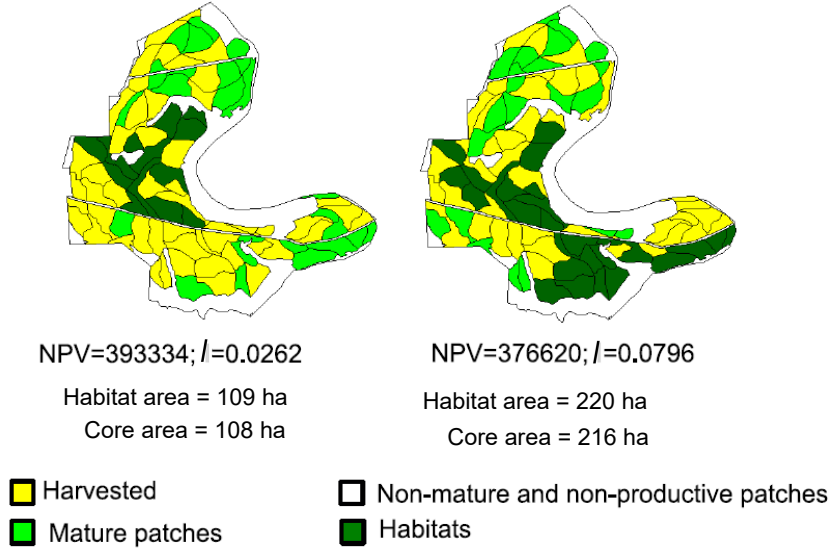 NPV=393334; I=0.0262
Habitat area = 109 ha
Core area = 108 ha
NPV=376620; I=0.0796
Habitat area = 220 ha
Core area = 216 ha
Harvested
Mature patches
Non-mature and non-productive patches
Habitats